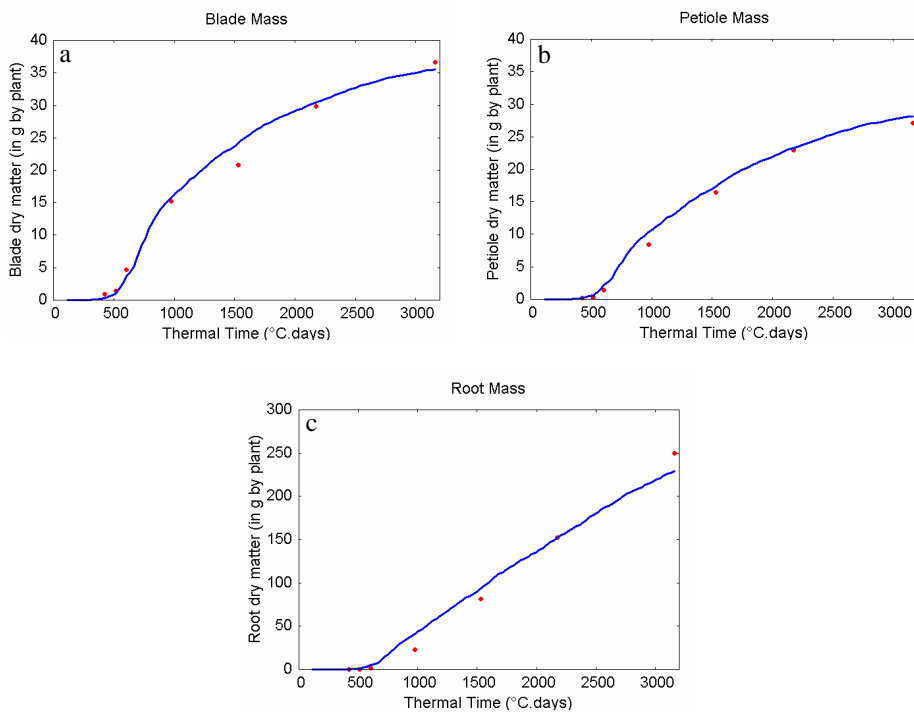 Blade Mass
a
40
35
30
25
20
15
10
5
0
Blade dry matter (in g by plant)
0 500 1000 1500 2000 2500 3000
Thermal Time (°C.days)
Petiole Mass
b
40
35
30
25
20
15
10
5
0
Petiole dry matter (in g by plant)
0 500 1000 1500 2000 2500 3000
Thermal Time (°C.days)
Root Mass
c
300
250
200
150
100
50
0
Root dry matter (in g by plant)
0 500 1000 1500 2000 2500 3000
Thermal Time (°C.days)